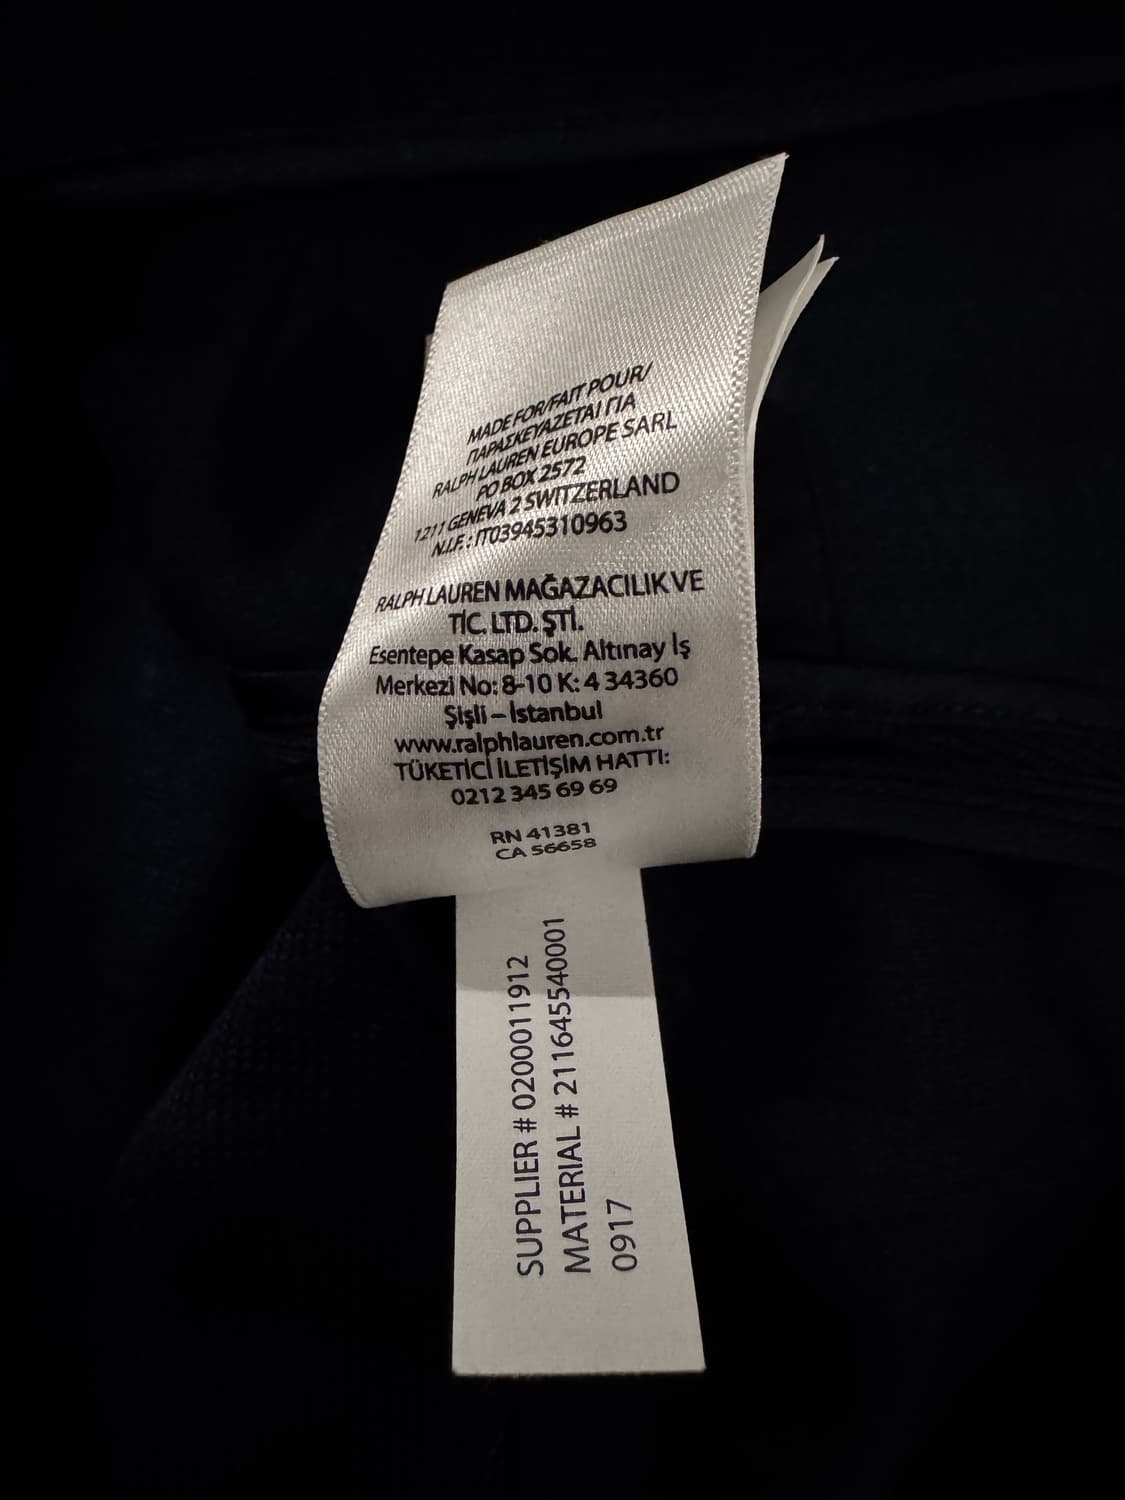 MADE FOR/FAIT POUR/
ΠΑΡΑΣΚΕΥΑΖΕΤΑΙ ΓΙΑ
RALPH LAUREN EUROPE SARL
PO BOX 2572
1211 GENEVA 2 SWITZERLAND
N.I.F. : IT03945310963
RALPH LAUREN MAĞAZACILIK VE
TİC. LTD. ŞTİ.
Esentepe Kasap Sok. Altınay İş
Merkezi No: 8-10 K: 4 34360
Şişli – İstanbul
www.ralphlauren.com.tr
TÜKETİCİ İLETİŞİM HATTI:
0212 345 69 69
RN 41381
CA 56658
SUPPLIER # 0200011912
MATERIAL # 211645540001
0917